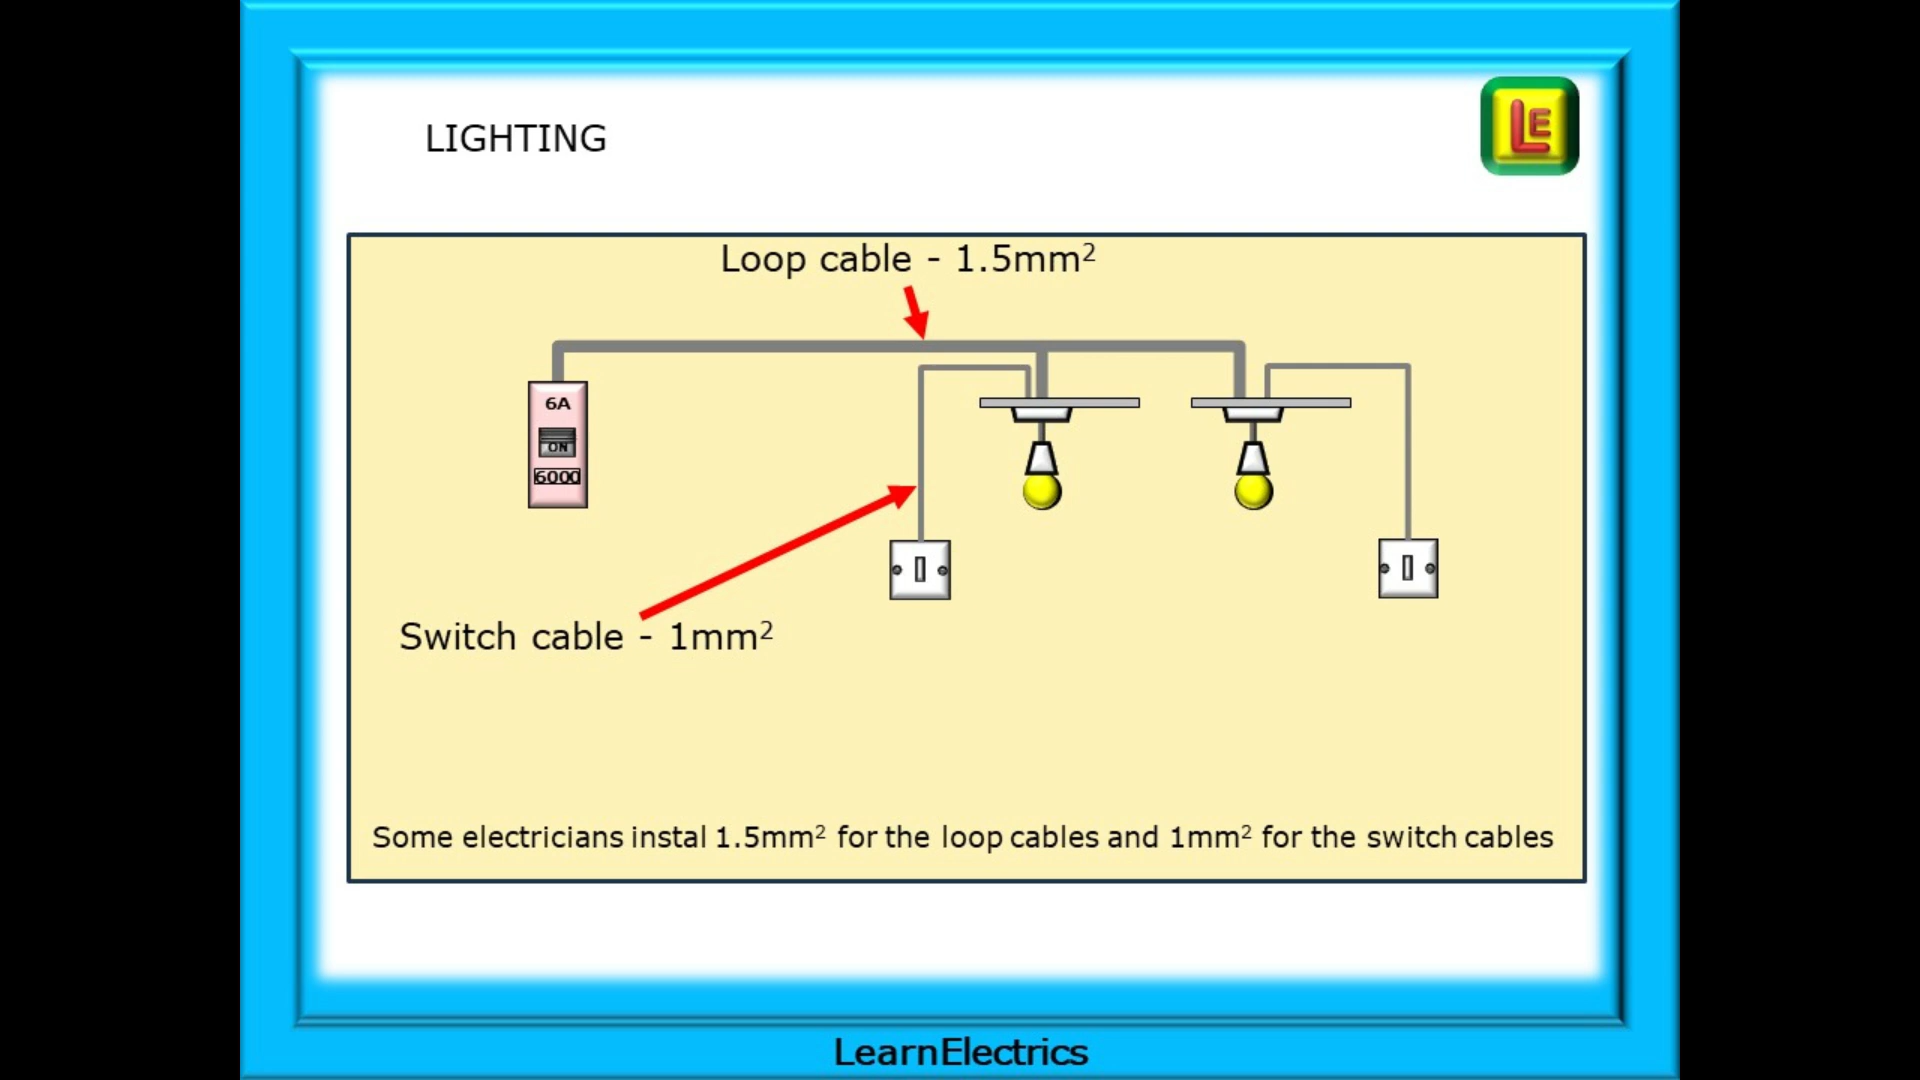 LIGHTING
LE
Loop cable - 1.5mm²
6A
ON
6000
Switch cable - 1mm²
Some electricians instal 1.5mm² for the loop cables and 1mm² for the switch cables
LearnElectrics